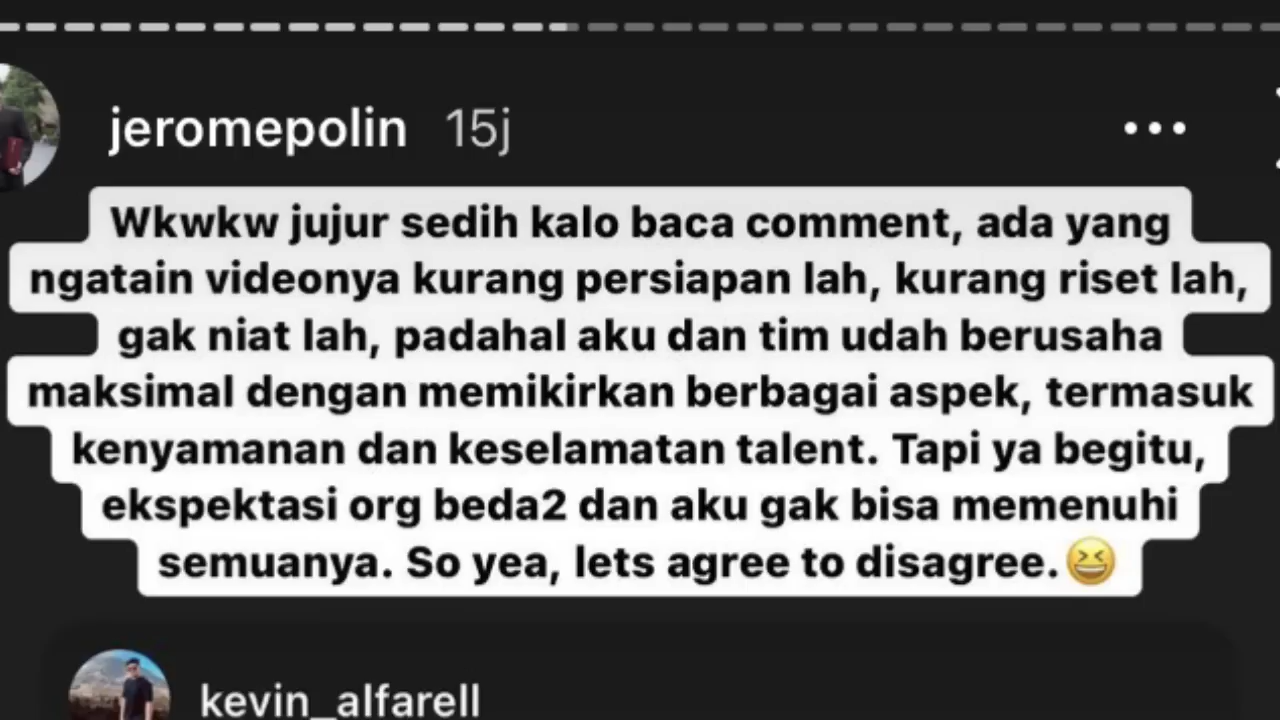 jeromepolin 15j
Wkwkw jujur sedih kalo baca comment, ada yang
ngatain videonya kurang persiapan lah, kurang riset lah,
gak niat lah, padahal aku dan tim udah berusaha
maksimal dengan memikirkan berbagai aspek, termasuk
kenyamanan dan keselamatan talent. Tapi ya begitu,
ekspektasi org beda2 dan aku gak bisa memenuhi
semuanya. So yea, lets agree to disagree.😆
kevin_alfarell